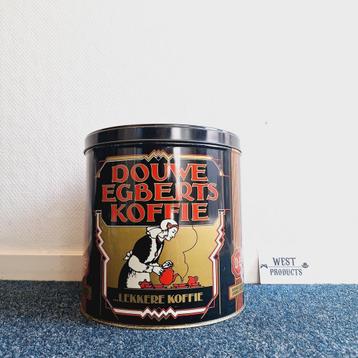 DOUWE
EGBERTS
KOFFIE
...LEKKERE KOFFIE
WEST
PRODUCTS